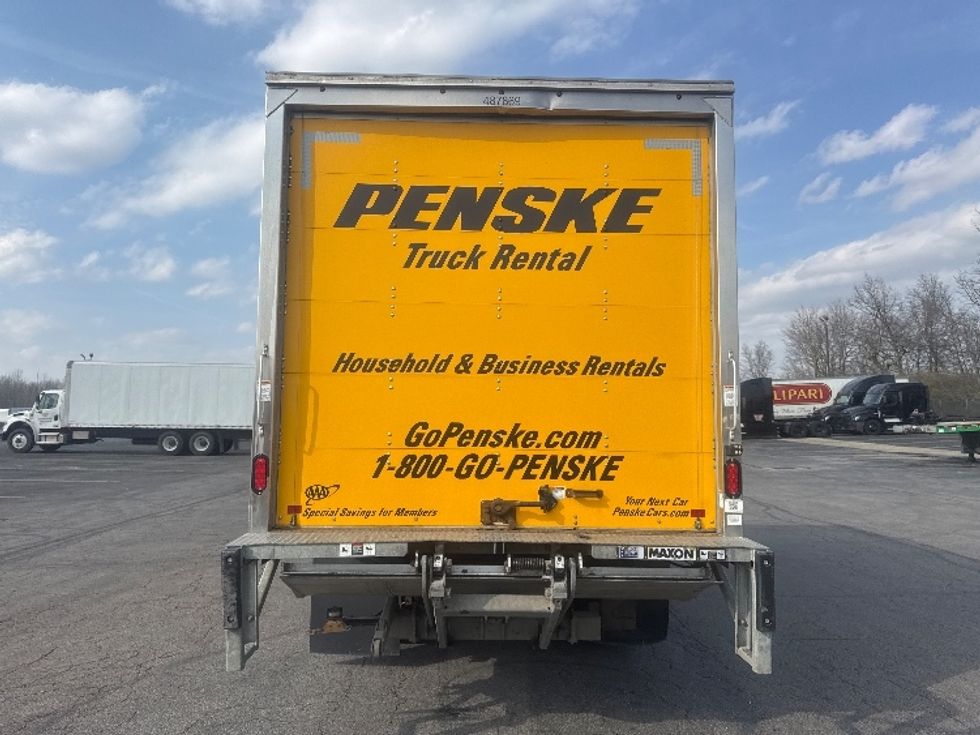 487869
PENSKE
Truck Rental
Household & Business Rentals
GoPenske.com
1-800-GO-PENSKE
AAA
Special Savings for Members
Your Next Car
PenskeCars.com
MAXON
LIPARI